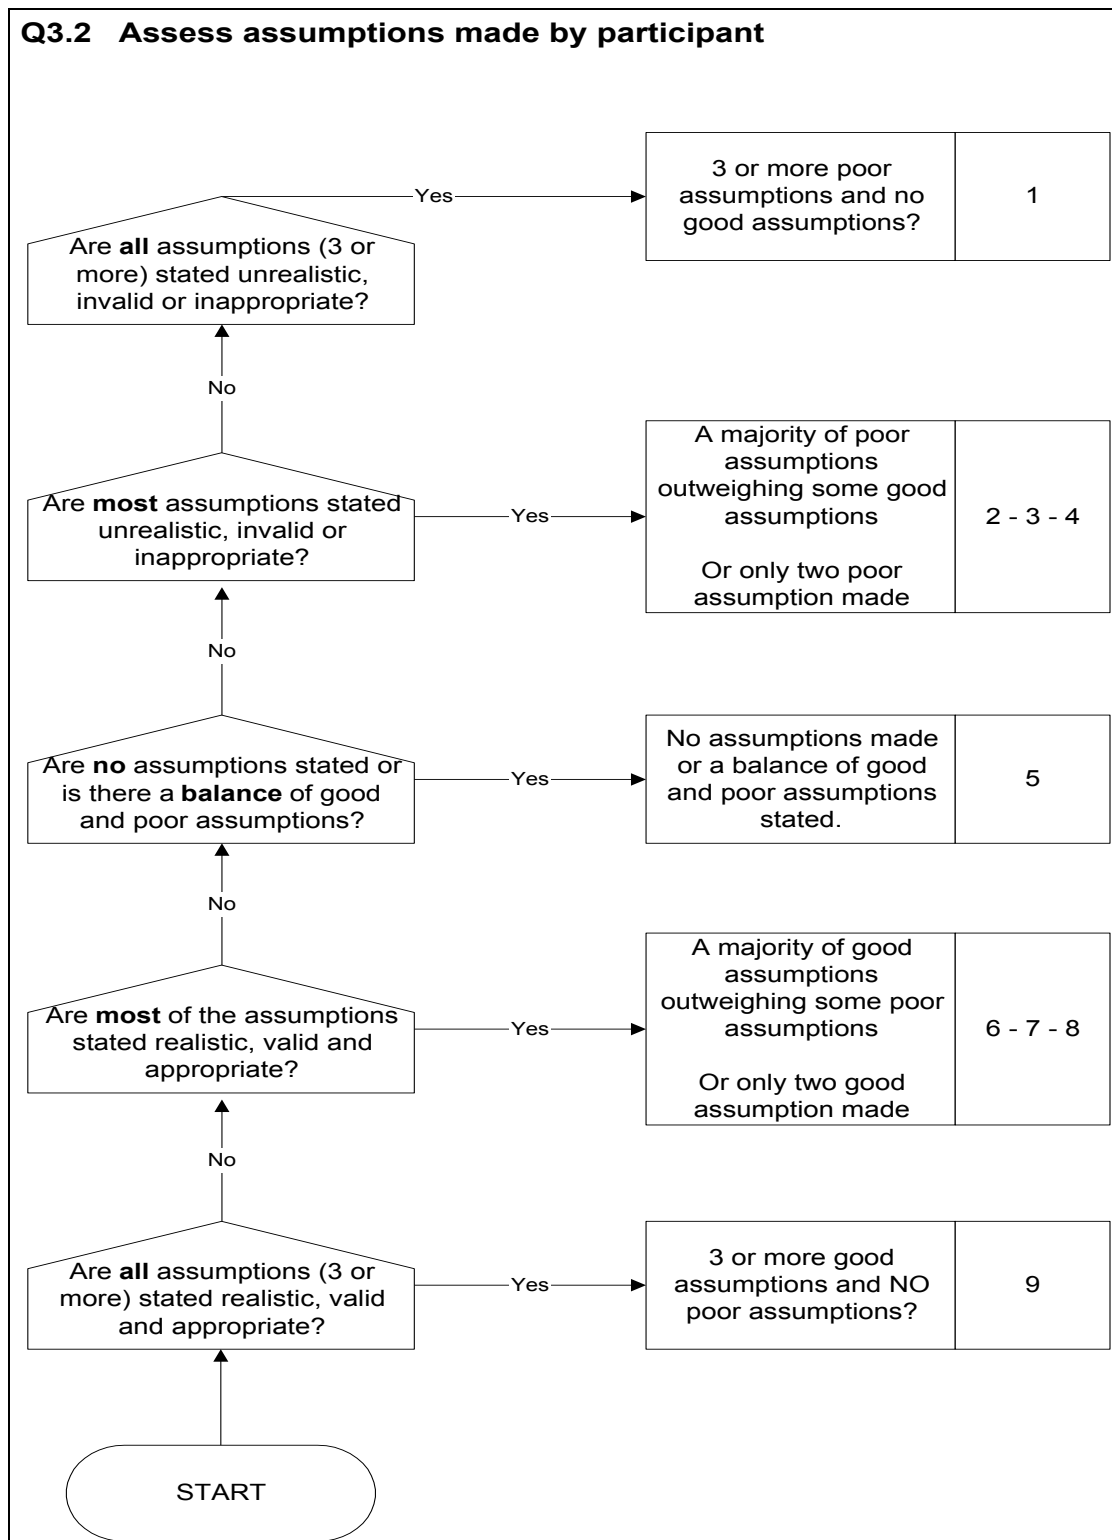 Q3.2 Assess assumptions made by participant
Yes
3 or more poor
assumptions and no
good assumptions?
1
Are all assumptions (3 or
more) stated unrealistic,
invalid or inappropriate?
No
A majority of poor
assumptions
outweighing some good
assumptions
Or only two poor
assumption made
2 - 3 - 4
Are most assumptions stated
unrealistic, invalid or
inappropriate?
Yes
No
Are no assumptions stated or
is there a balance of good
and poor assumptions?
Yes
No assumptions made
or a balance of good
and poor assumptions
stated.
5
No
A majority of good
assumptions
outweighing some poor
assumptions
Or only two good
assumption made
6 - 7 - 8
Are most of the assumptions
stated realistic, valid and
appropriate?
Yes
No
Are all assumptions (3 or
more) stated realistic, valid
and appropriate?
Yes
3 or more good
assumptions and NO
poor assumptions?
9
START